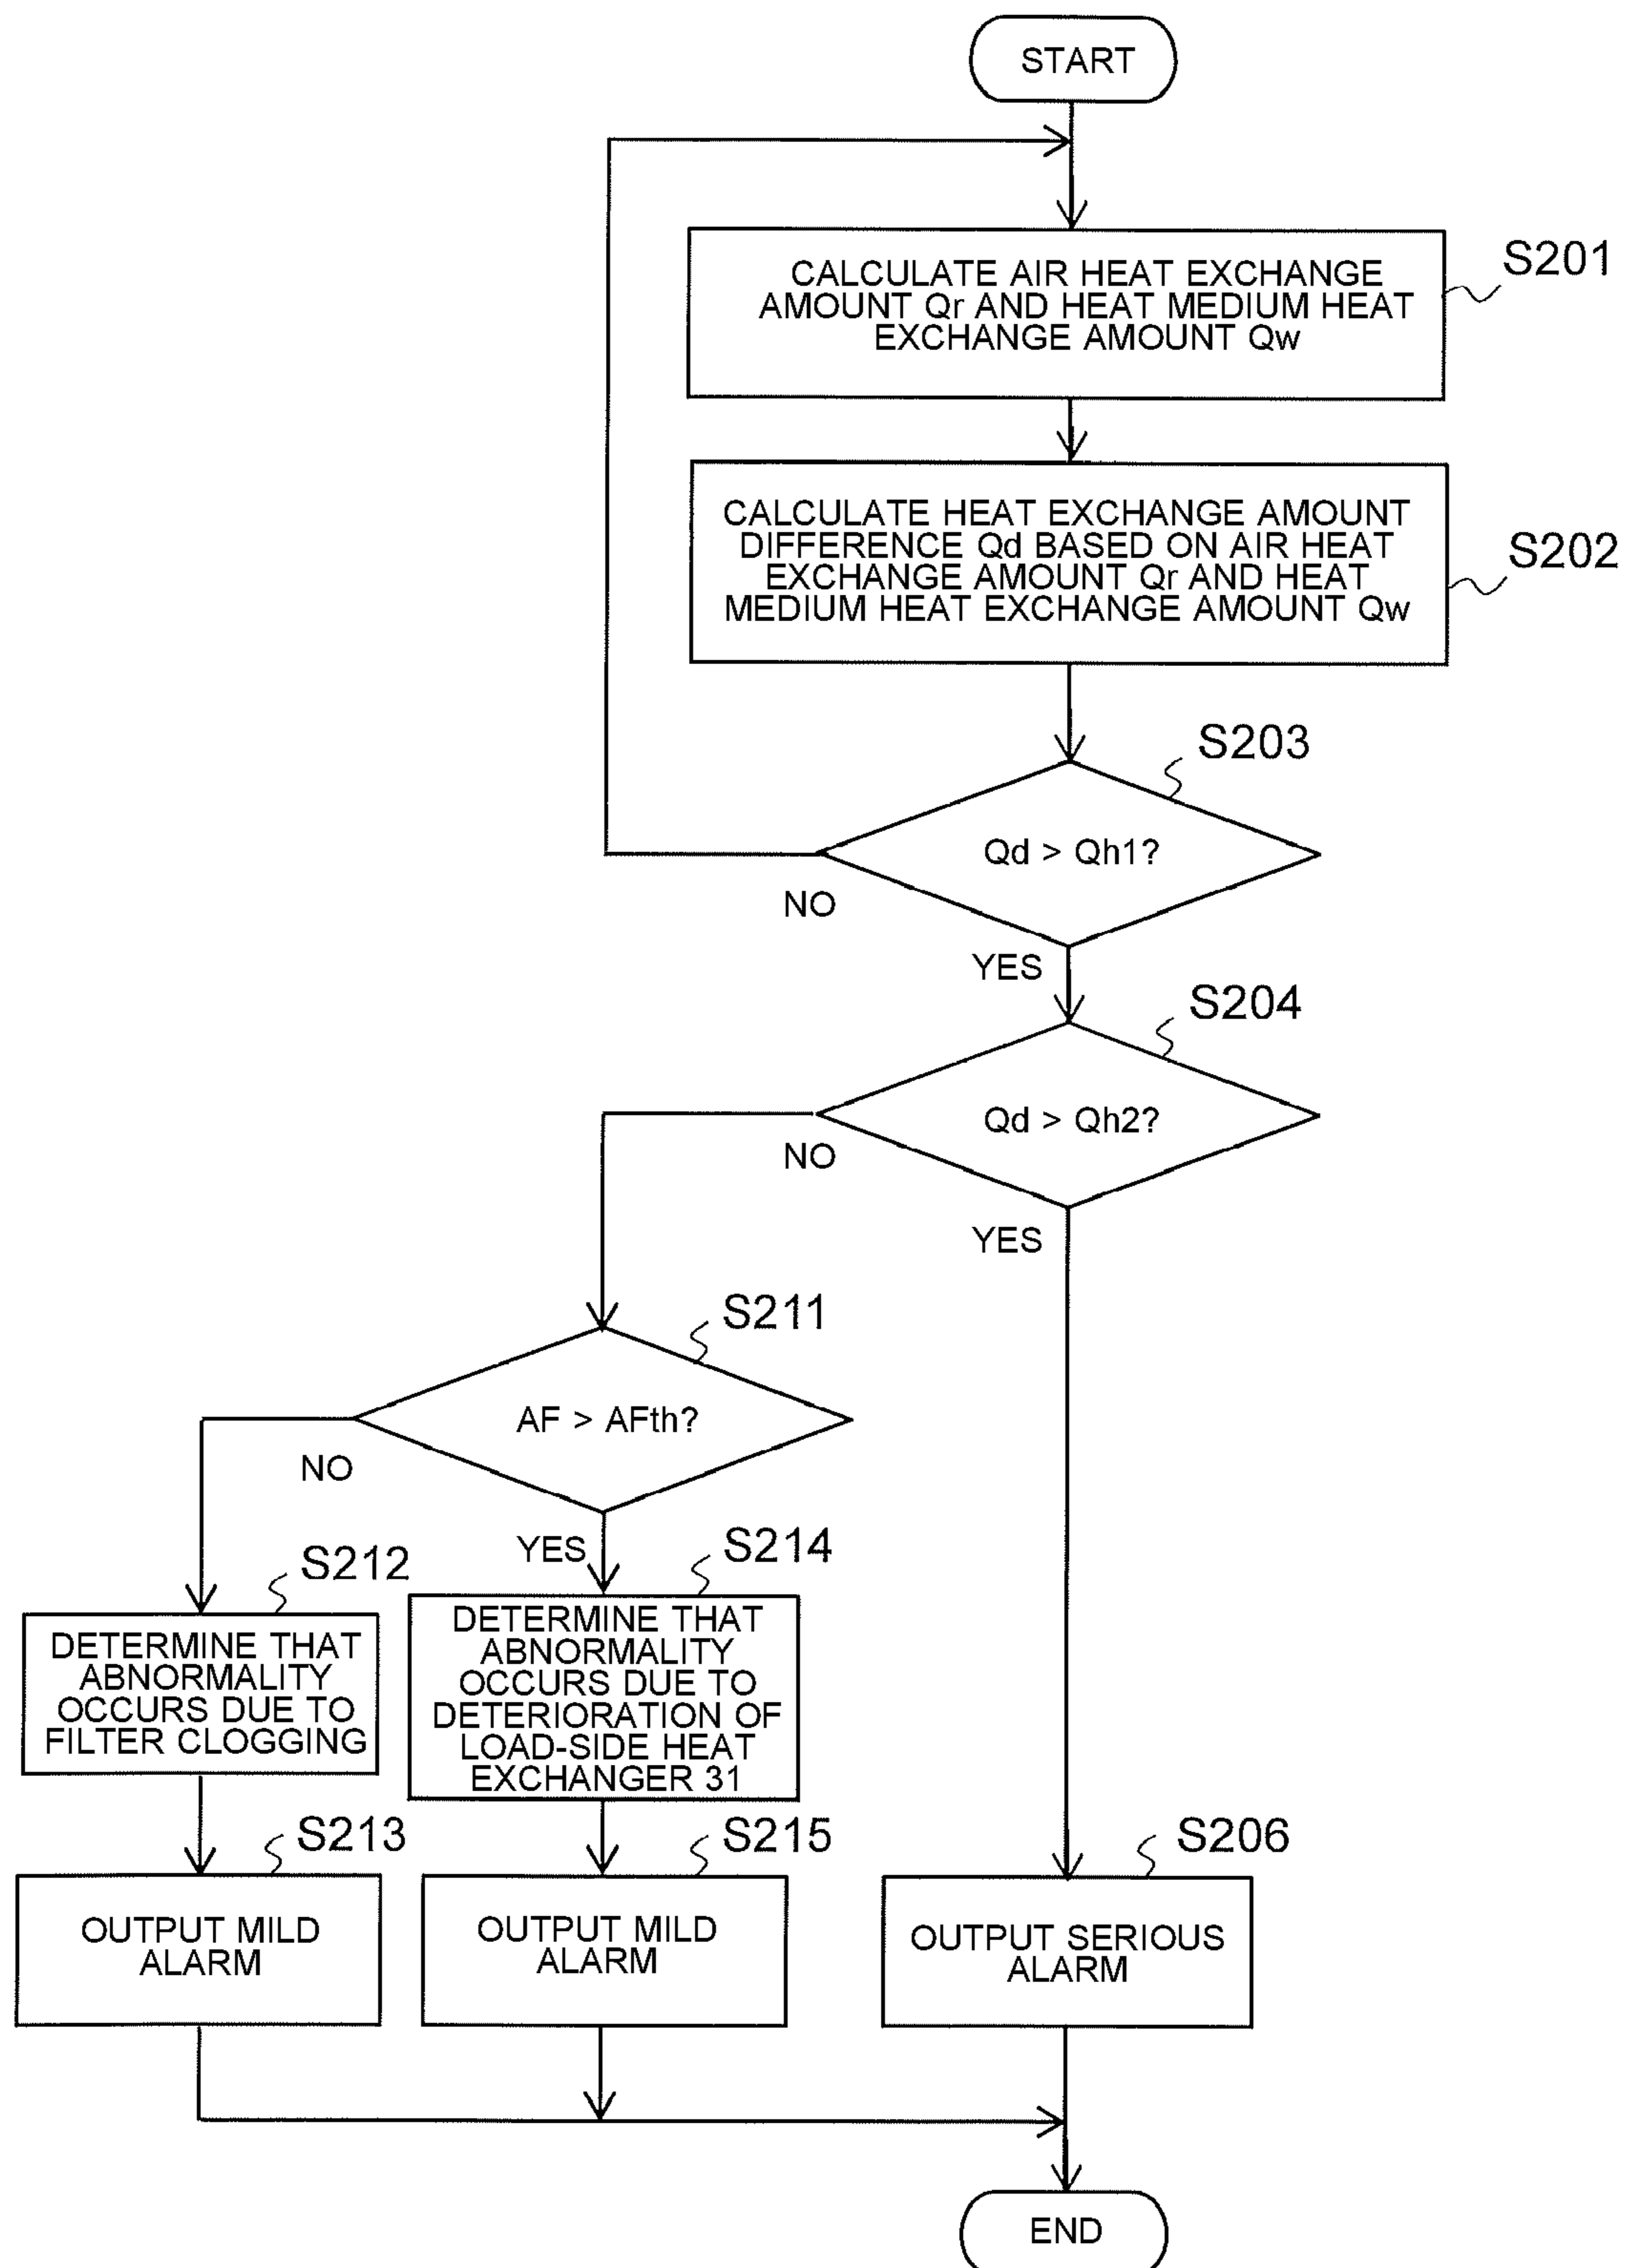 START
S201
CALCULATE AIR HEAT EXCHANGE
AMOUNT Qr AND HEAT MEDIUM HEAT
EXCHANGE AMOUNT Qw
S202
CALCULATE HEAT EXCHANGE AMOUNT
DIFFERENCE Qd BASED ON AIR HEAT
EXCHANGE AMOUNT Qr AND HEAT
MEDIUM HEAT EXCHANGE AMOUNT Qw
S203
Qd > Qh1?
NO
YES
S204
Qd > Qh2?
NO
YES
S211
AF > AFth?
NO
YES
S212
DETERMINE THAT
ABNORMALITY
OCCURS DUE TO
FILTER CLOGGING
S214
DETERMINE THAT
ABNORMALITY
OCCURS DUE TO
DETERIORATION OF
LOAD-SIDE HEAT
EXCHANGER 31
S213
OUTPUT MILD
ALARM
S215
OUTPUT MILD
ALARM
S206
OUTPUT SERIOUS
ALARM
END